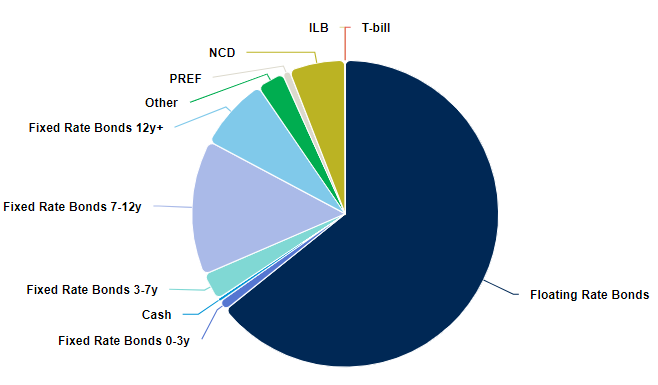 ILB
T-bill
NCD
PREF
Other
Fixed Rate Bonds 12y+
Fixed Rate Bonds 7-12y
Fixed Rate Bonds 3-7y
Floating Rate Bonds
Cash
Fixed Rate Bonds 0-3y